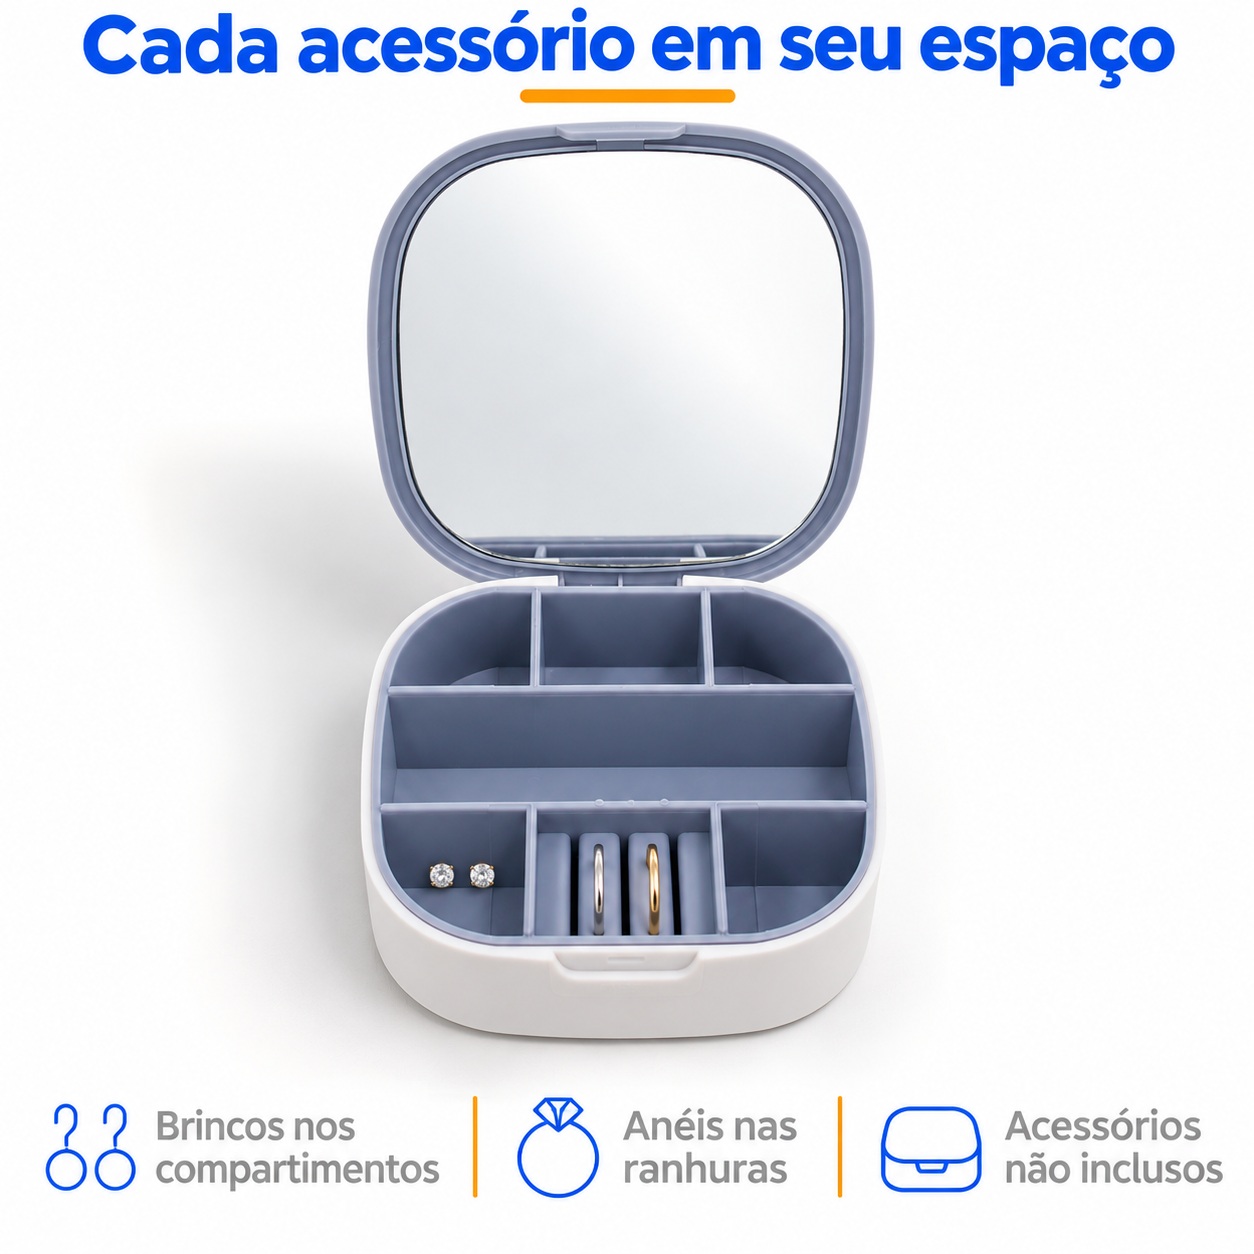 Cada acessório em seu espaço
Brincos nos
compartimentos
Anéis nas
ranhuras
Acessórios
não inclusos